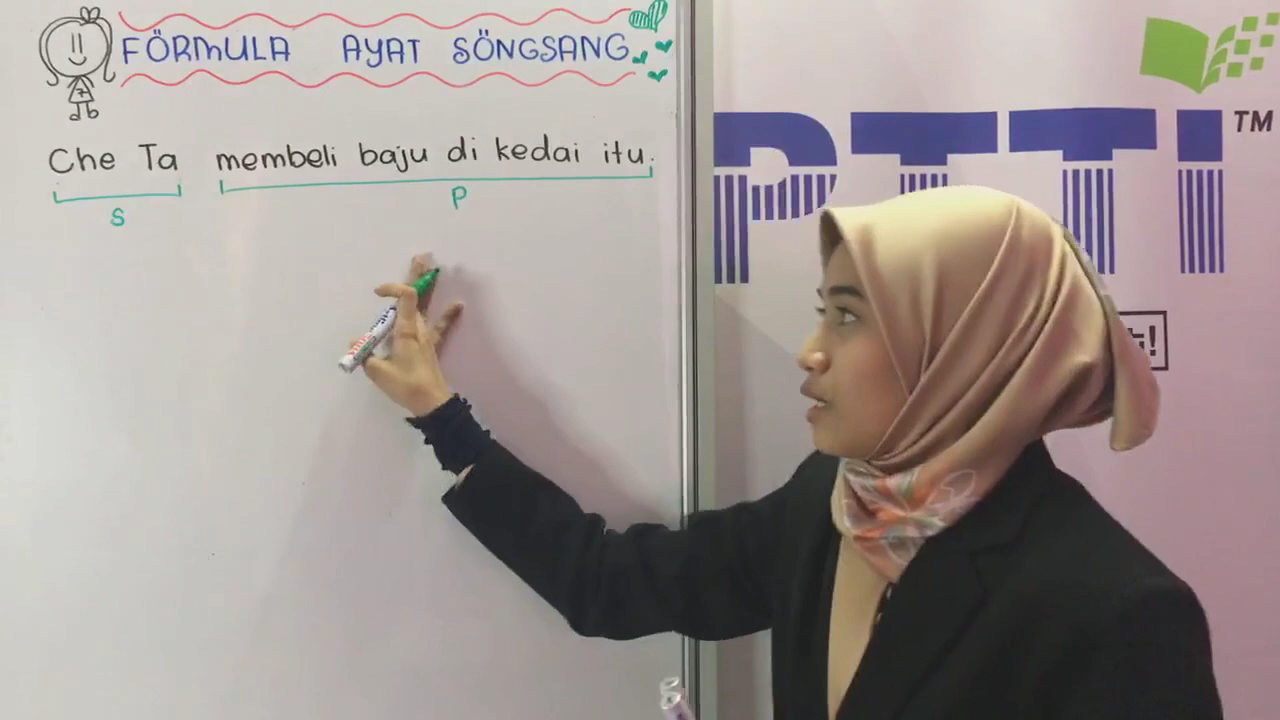 FÖRMULA AYAT SÖNGSANG
Che Ta membeli baju di kedai itu.
S P
PTTI TM